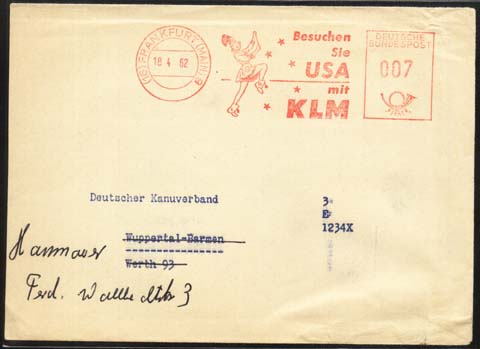 (16) FRANKFURT (MAIN) 9
18.4.62
Besuchen
Sie
USA
mit
KLM
DEUTSCHE
BUNDESPOST
007
Deutscher Kanuverband
Wuppertal-Barmen
Werth 93
3
E
1234X
Hannover
Ferd. 3